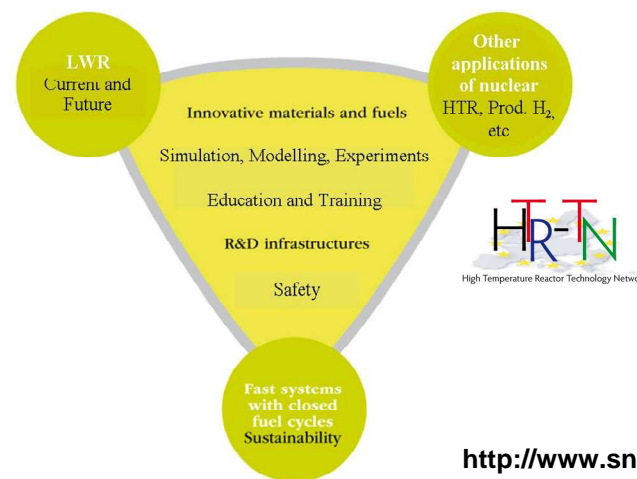 LWR
Current and
Future
Other
applications
of nuclear
HTR, Prod. H₂,
etc
Innovative materials and fuels
Simulation, Modelling, Experiments
Education and Training
R&D infrastructures
Safety
HTR-TN
High Temperature Reactor Technology Netwo
Fast systems
with closed
fuel cycles
Sustainability
http://www.sn